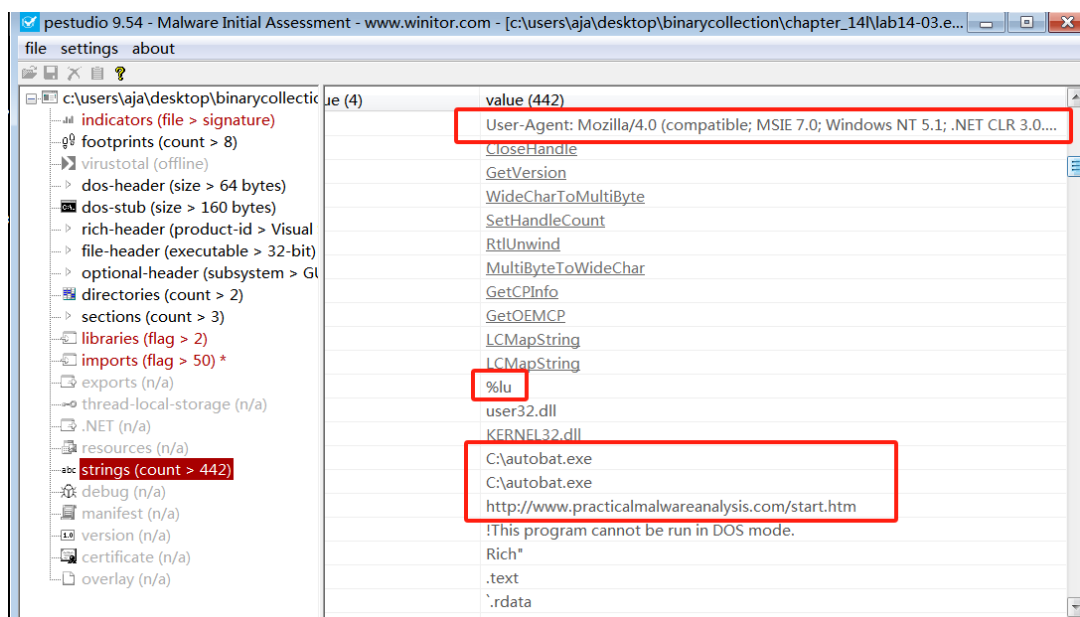 pestudio 9.54 - Malware Initial Assessment - www.winitor.com - [c:\users\aja\desktop\binarycollection\chapter_14l\lab14-03.e...
file settings about
c:\users\aja\desktop\binarycollectic
indicators (file > signature)
footprints (count > 8)
virustotal (offline)
dos-header (size > 64 bytes)
dos-stub (size > 160 bytes)
rich-header (product-id > Visual
file-header (executable > 32-bit)
optional-header (subsystem > GU
directories (count > 2)
sections (count > 3)
libraries (flag > 2)
imports (flag > 50) *
exports (n/a)
thread-local-storage (n/a)
.NET (n/a)
resources (n/a)
abc strings (count > 442)
debug (n/a)
manifest (n/a)
version (n/a)
certificate (n/a)
overlay (n/a)
ue (4) value (442)
User-Agent: Mozilla/4.0 (compatible; MSIE 7.0; Windows NT 5.1; .NET CLR 3.0....
CloseHandle
GetVersion
WideCharToMultiByte
SetHandleCount
RtlUnwind
MultiByteToWideChar
GetCPInfo
GetOEMCP
LCMapString
LCMapString
%lu
user32.dll
KERNEL32.dll
C:\autobat.exe
C:\autobat.exe
http://www.practicalmalwareanalysis.com/start.htm
!This program cannot be run in DOS mode.
Rich"
.text
`.rdata